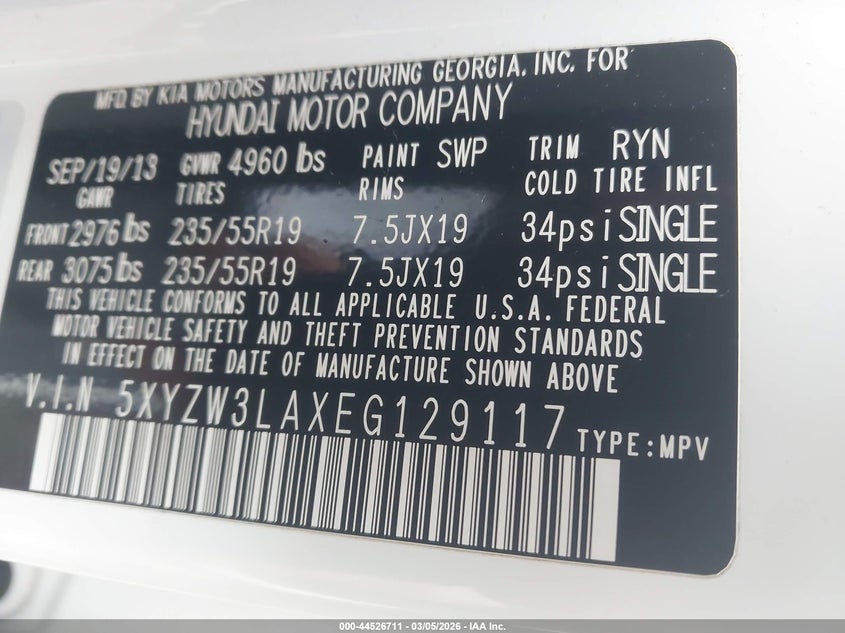 MFD BY KIA MOTORS MANUFACTURING GEORGIA, INC. FOR
HYUNDAI MOTOR COMPANY
SEP/19/13 GVWR 4960 lbs PAINT SWP TRIM RYN
GAWR TIRES RIMS COLD TIRE INFL
FRONT 2976 lbs 235/55R19 7.5JX19 34psi SINGLE
REAR 3075 lbs 235/55R19 7.5JX19 34psi SINGLE
THIS VEHICLE CONFORMS TO ALL APPLICABLE U.S.A. FEDERAL
MOTOR VEHICLE SAFETY AND THEFT PREVENTION STANDARDS
IN EFFECT ON THE DATE OF MANUFACTURE SHOWN ABOVE
V.I.N 5XYZW3LAXEG129117 TYPE:MPV
000-44526711 — 03/05/2026 — IAA Inc.